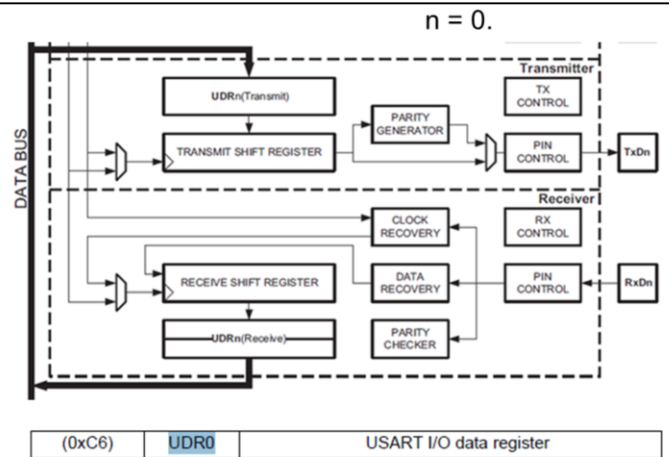 n = 0.
Transmitter
UDRn(Transmit)
TX
CONTROL
PARITY
GENERATOR
TRANSMIT SHIFT REGISTER
PIN
CONTROL
TxDn
DATA BUS
Receiver
CLOCK
RECOVERY
RX
CONTROL
RECEIVE SHIFT REGISTER
DATA
RECOVERY
PIN
CONTROL
RxDn
UDRn(Receive)
PARITY
CHECKER
(0xC6) UDR0 USART I/O data register